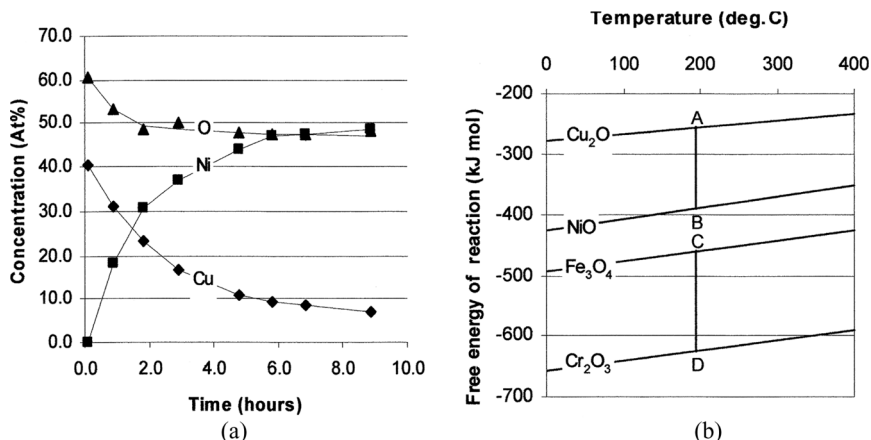 70.0
60.0
50.0
40.0
30.0
20.0
10.0
0.0
Concentration (At%)
O
Ni
Cu
0.0 2.0 4.0 6.0 8.0 10.0
Time (hours)
(a)
Temperature (deg.C)
0 100 200 300 400
-200
-300
-400
-500
-600
-700
Free energy of reaction (kJ mol)
A
Cu₂O
NiO
B
C
Fe₃O₄
Cr₂O₃
D
(b)